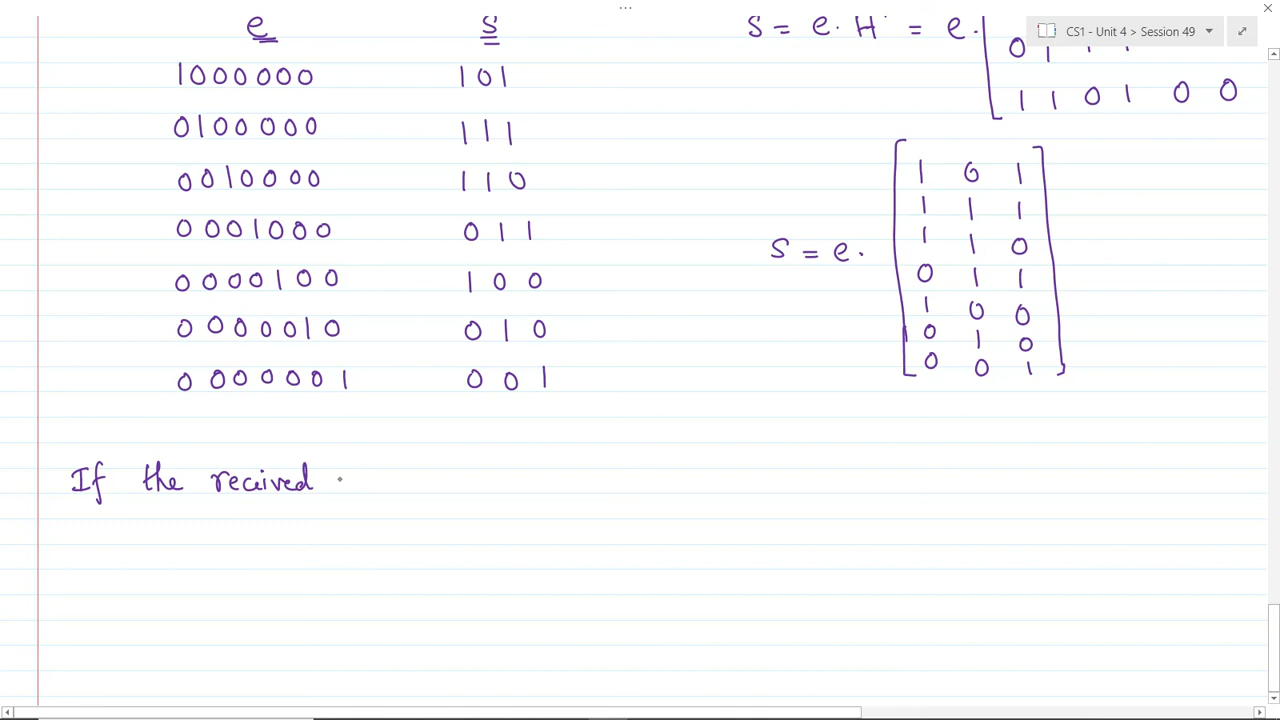 CS1 - Unit 4 > Session 49
e s
1000000 101
0100000 111
0010000 110
0001000 011
0000100 100
0000010 010
0000001 001
S = e. H = e.
0 1
1 1 0 1 0 0
S = e.
1 0 1
1 1 1
1 1 0
0 1 1
1 0 0
0 1 0
0 0 1
If the recived